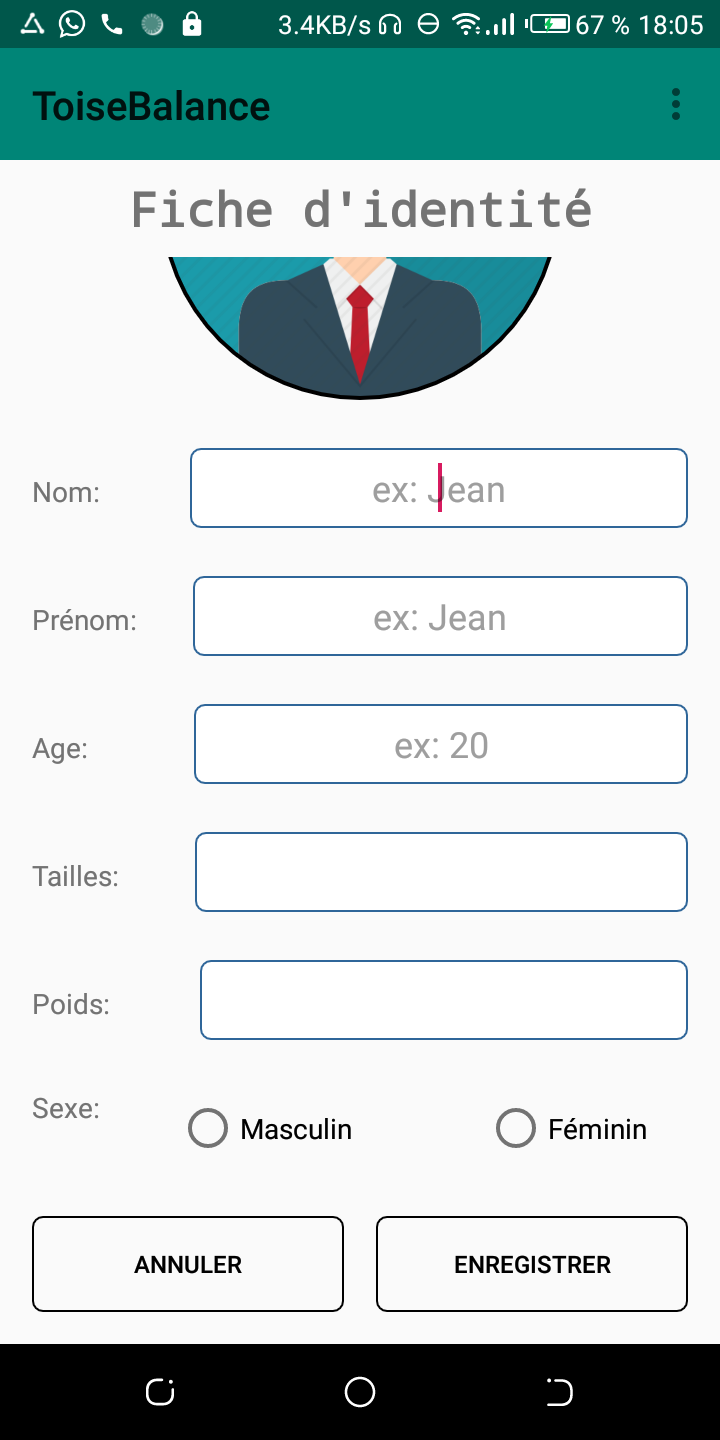 3.4KB/s 67 % 18:05
ToiseBalance
Fiche d'identité
Nom: ex: Jean
Prénom: ex: Jean
Age: ex: 20
Tailles:
Poids:
Sexe: Masculin Féminin
ANNULER ENREGISTRER